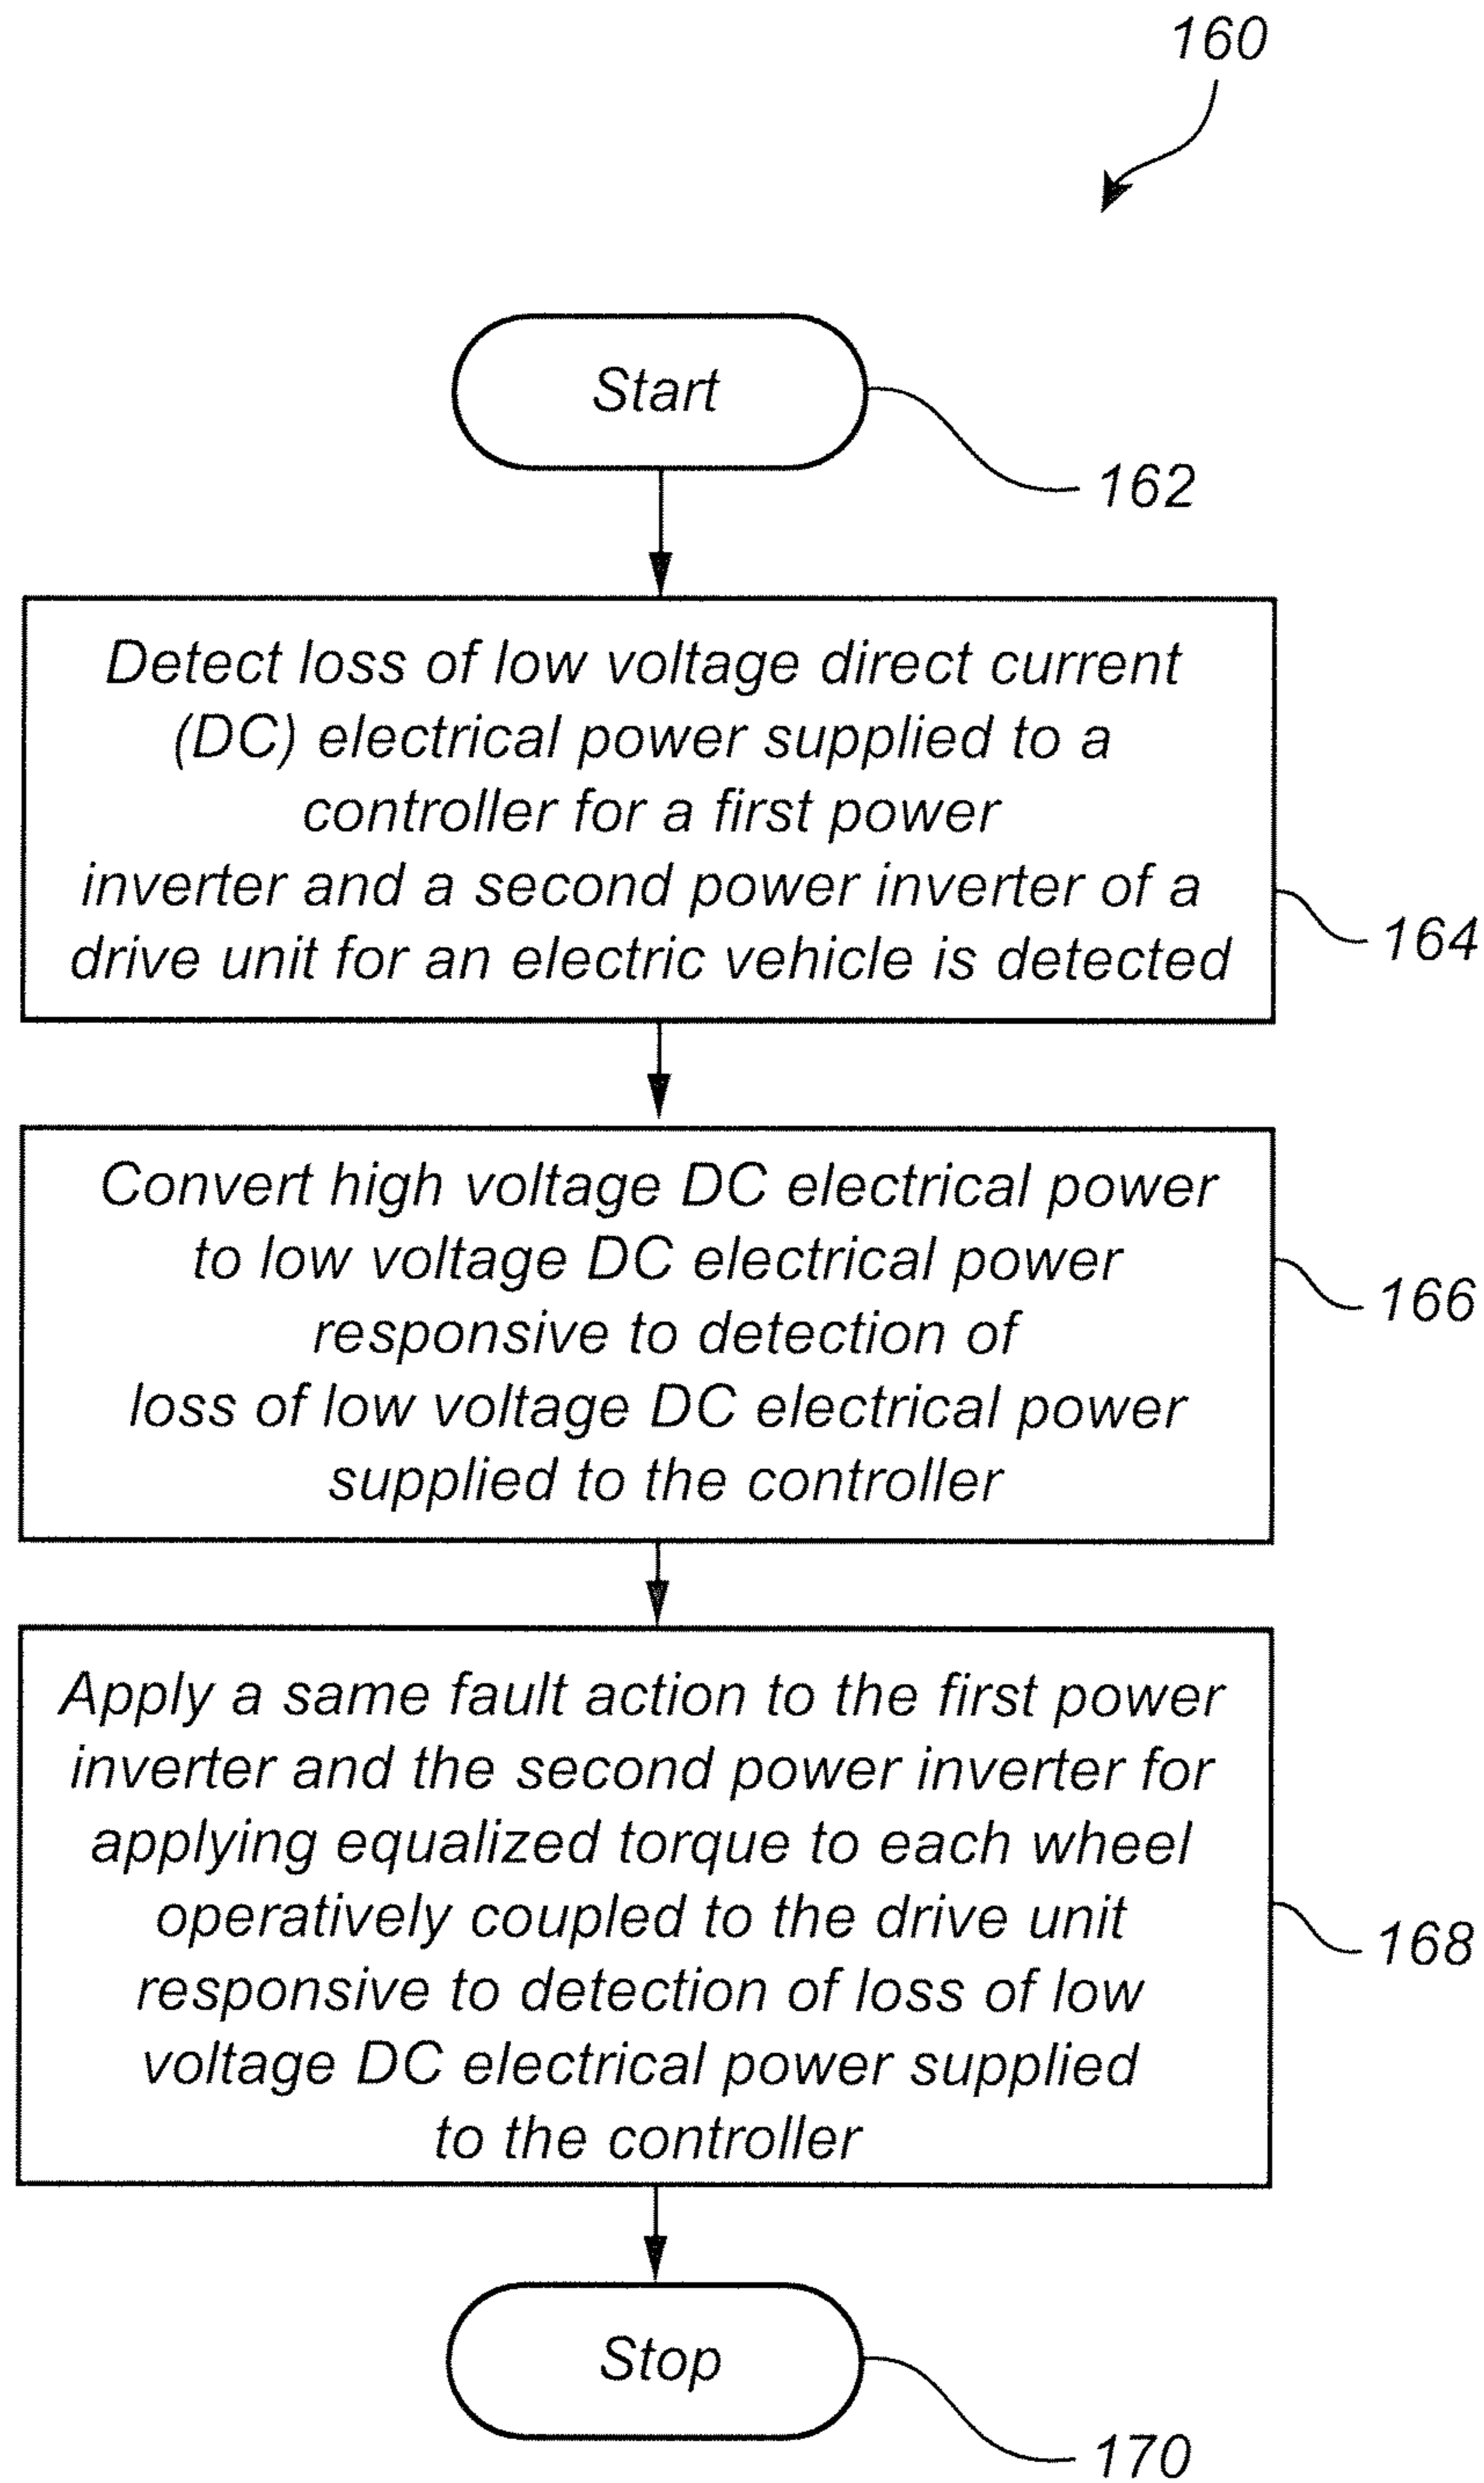 160
Start
162
Detect loss of low voltage direct current
(DC) electrical power supplied to a
controller for a first power
inverter and a second power inverter of a
drive unit for an electric vehicle is detected
164
Convert high voltage DC electrical power
to low voltage DC electrical power
responsive to detection of
loss of low voltage DC electrical power
supplied to the controller
166
Apply a same fault action to the first power
inverter and the second power inverter for
applying equalized torque to each wheel
operatively coupled to the drive unit
responsive to detection of loss of low
voltage DC electrical power supplied
to the controller
168
Stop
170